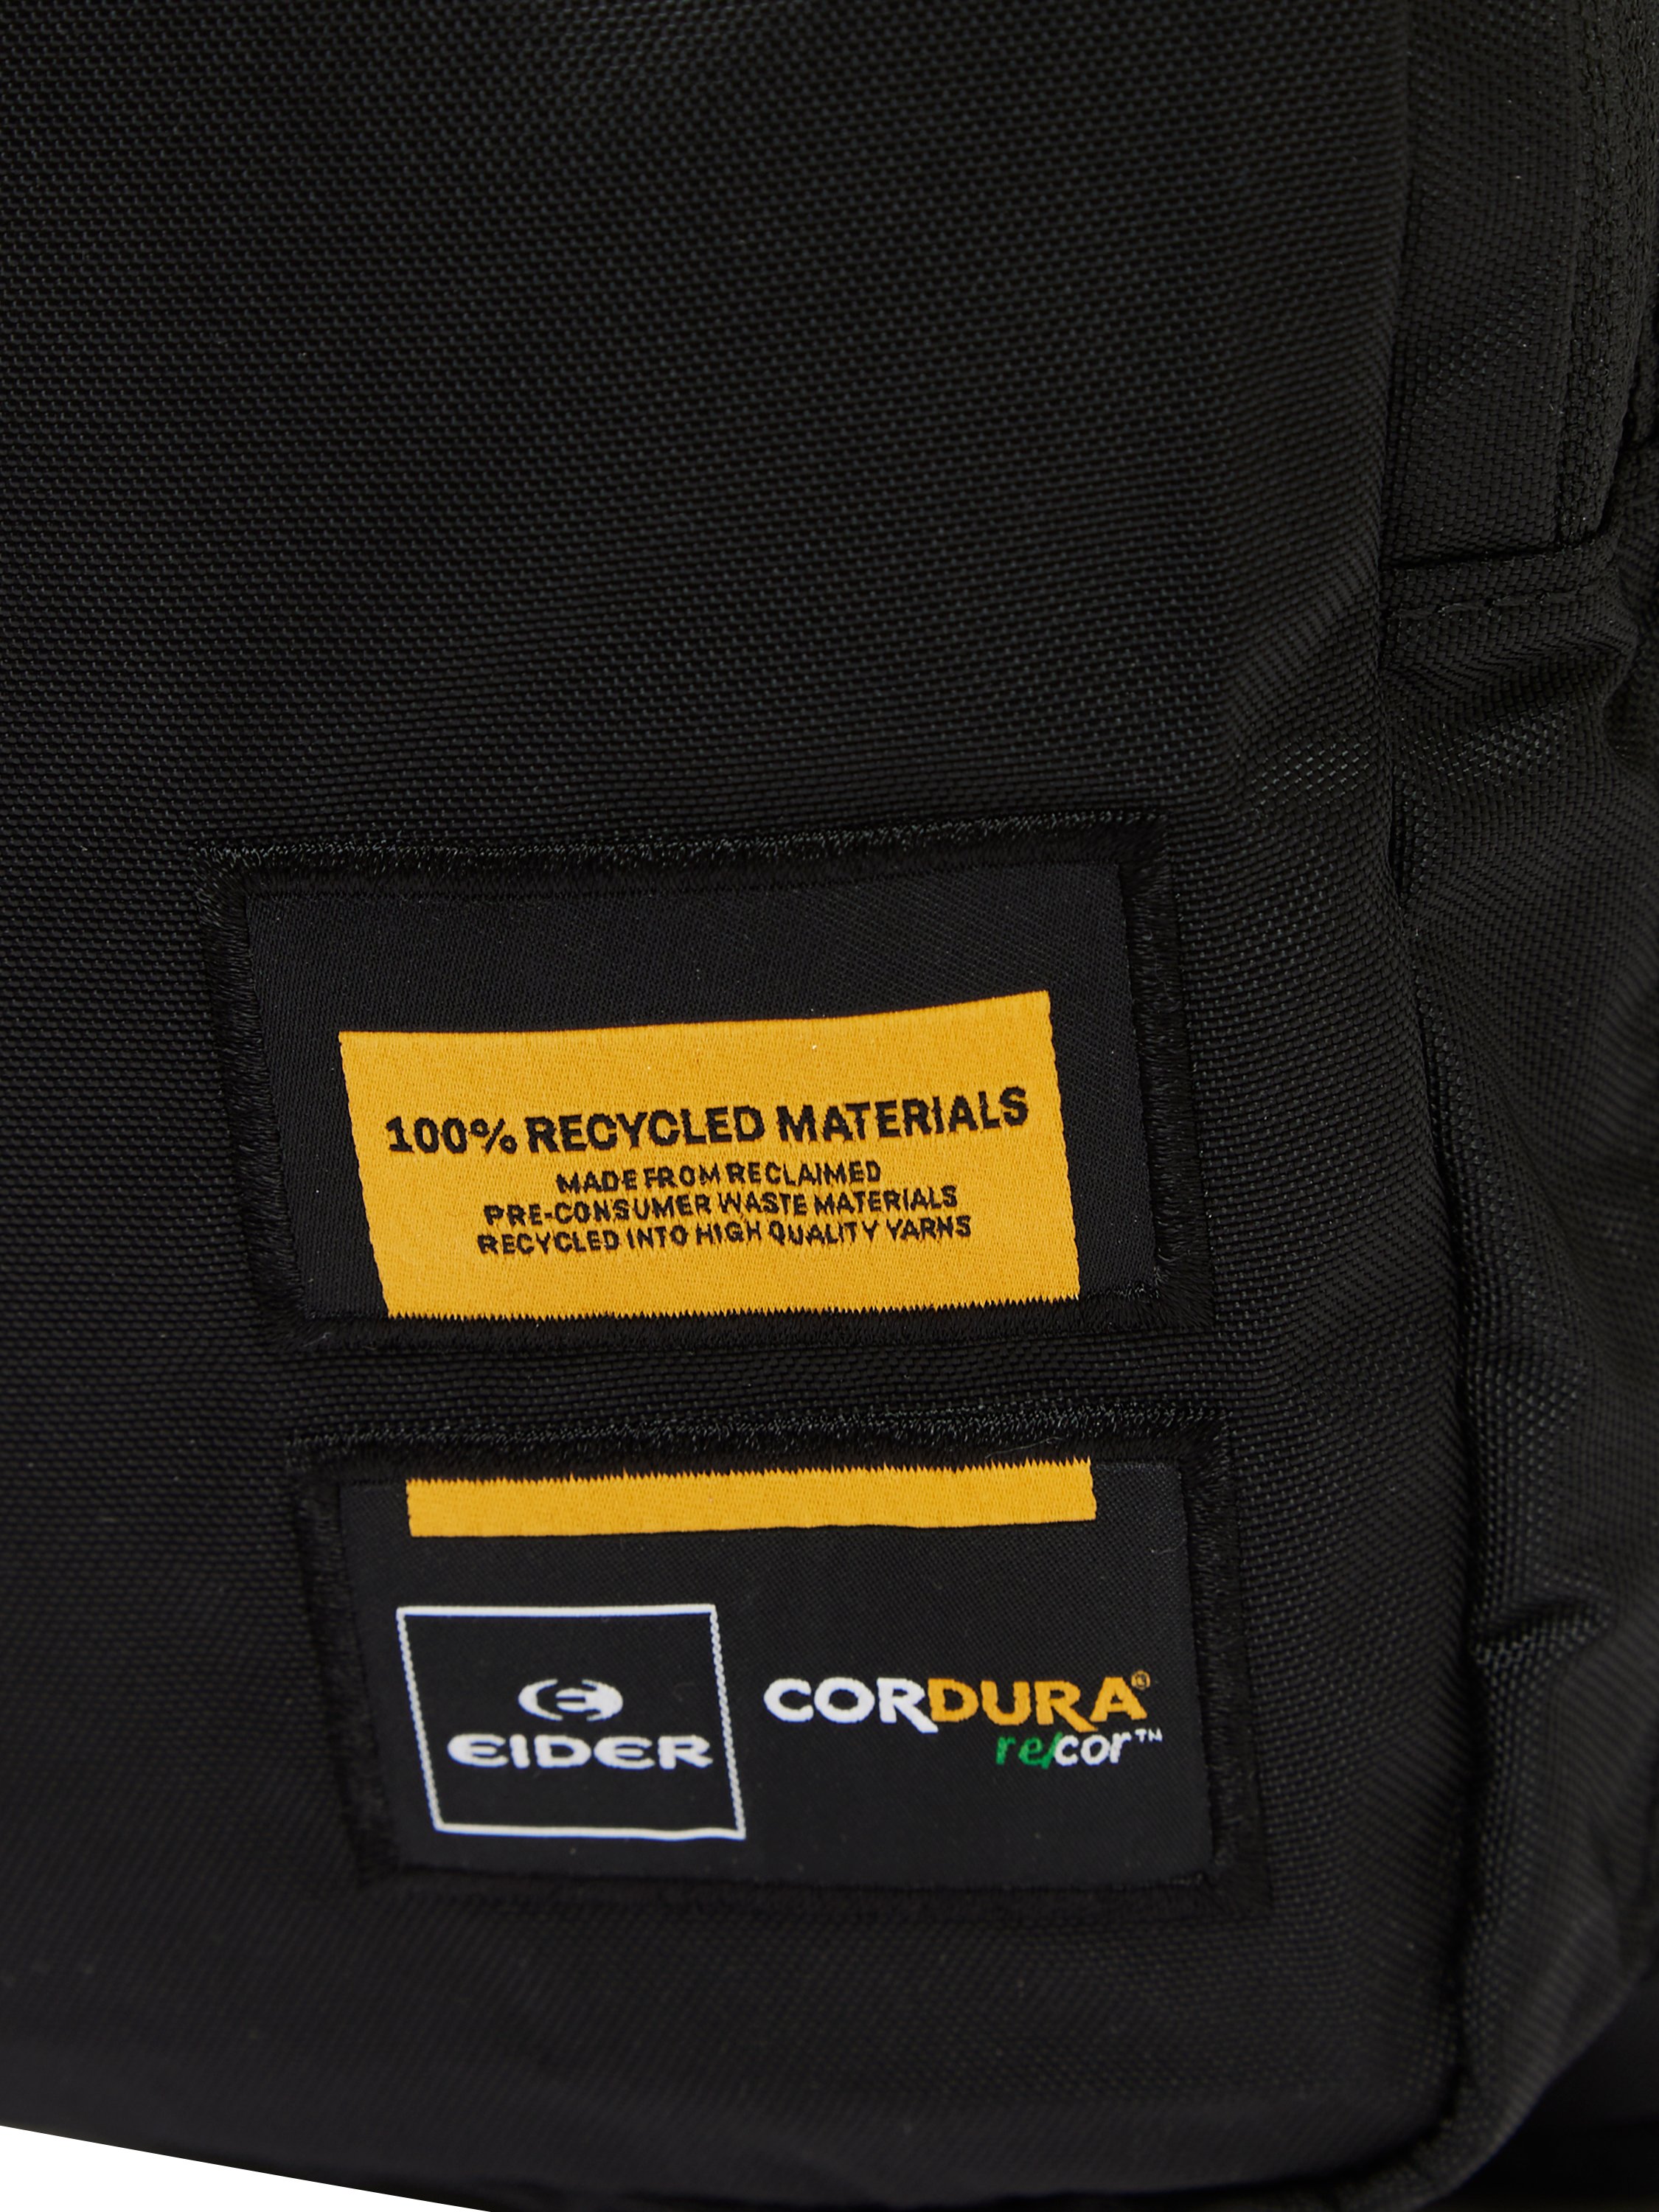 100% RECYCLED MATERIALS
MADE FROM RECLAIMED
PRE-CONSUMER WASTE MATERIALS
RECYCLED INTO HIGH QUALITY YARNS
EIDER
CORDURA®
re/cor™